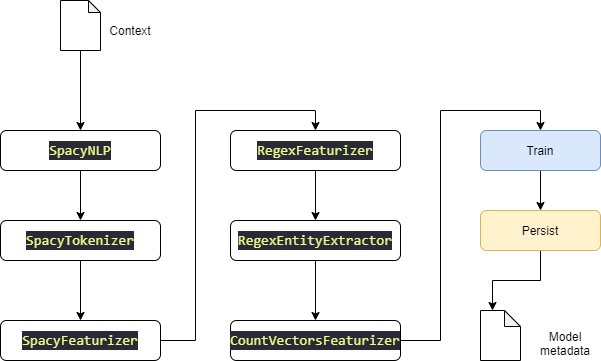 Context
SpacyNLP
SpacyTokenizer
SpacyFeaturizer
RegexFeaturizer
RegexEntityExtractor
CountVectorsFeaturizer
Train
Persist
Model
metadata